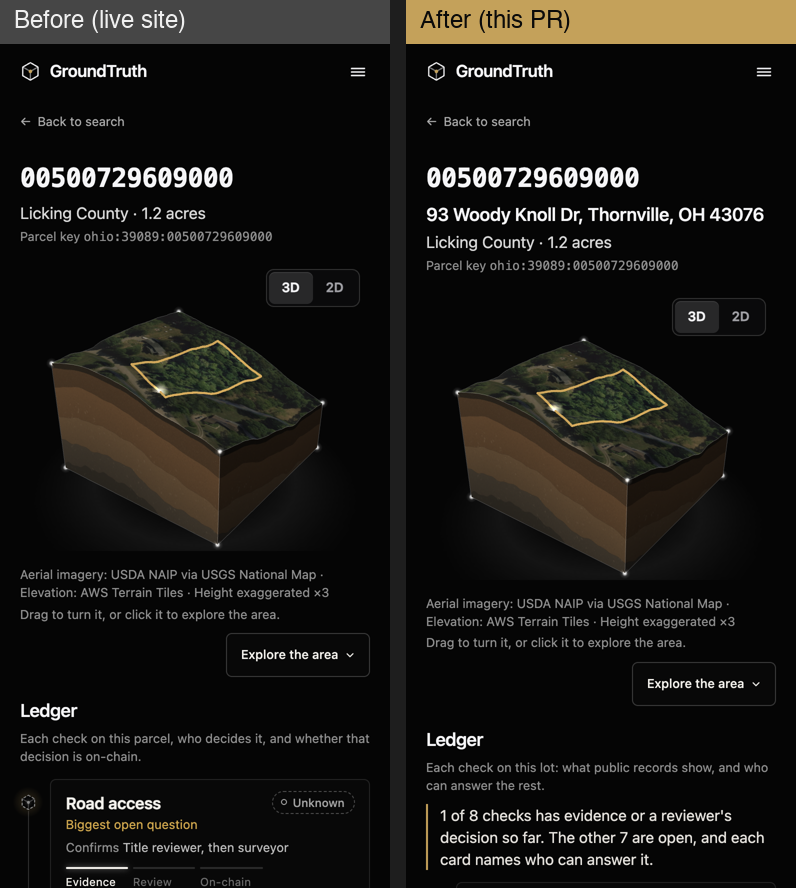 Before (live site)
GroundTruth
← Back to search
00500729609000
Licking County · 1.2 acres
Parcel key ohio:39089:00500729609000
3D 2D
Aerial imagery: USDA NAIP via USGS National Map ·
Elevation: AWS Terrain Tiles · Height exaggerated ×3
Drag to turn it, or click it to explore the area.
Explore the area
Ledger
Each check on this parcel, who decides it, and whether that
decision is on-chain.
Road access
Unknown
Biggest open question
Confirms Title reviewer, then surveyor
Evidence Review On-chain
After (this PR)
GroundTruth
← Back to search
00500729609000
93 Woody Knoll Dr, Thornville, OH 43076
Licking County · 1.2 acres
Parcel key ohio:39089:00500729609000
3D 2D
Aerial imagery: USDA NAIP via USGS National Map ·
Elevation: AWS Terrain Tiles · Height exaggerated ×3
Drag to turn it, or click it to explore the area.
Explore the area
Ledger
Each check on this lot: what public records show, and who
can answer the rest.
1 of 8 checks has evidence or a reviewer's
decision so far. The other 7 are open, and each
card names who can answer it.